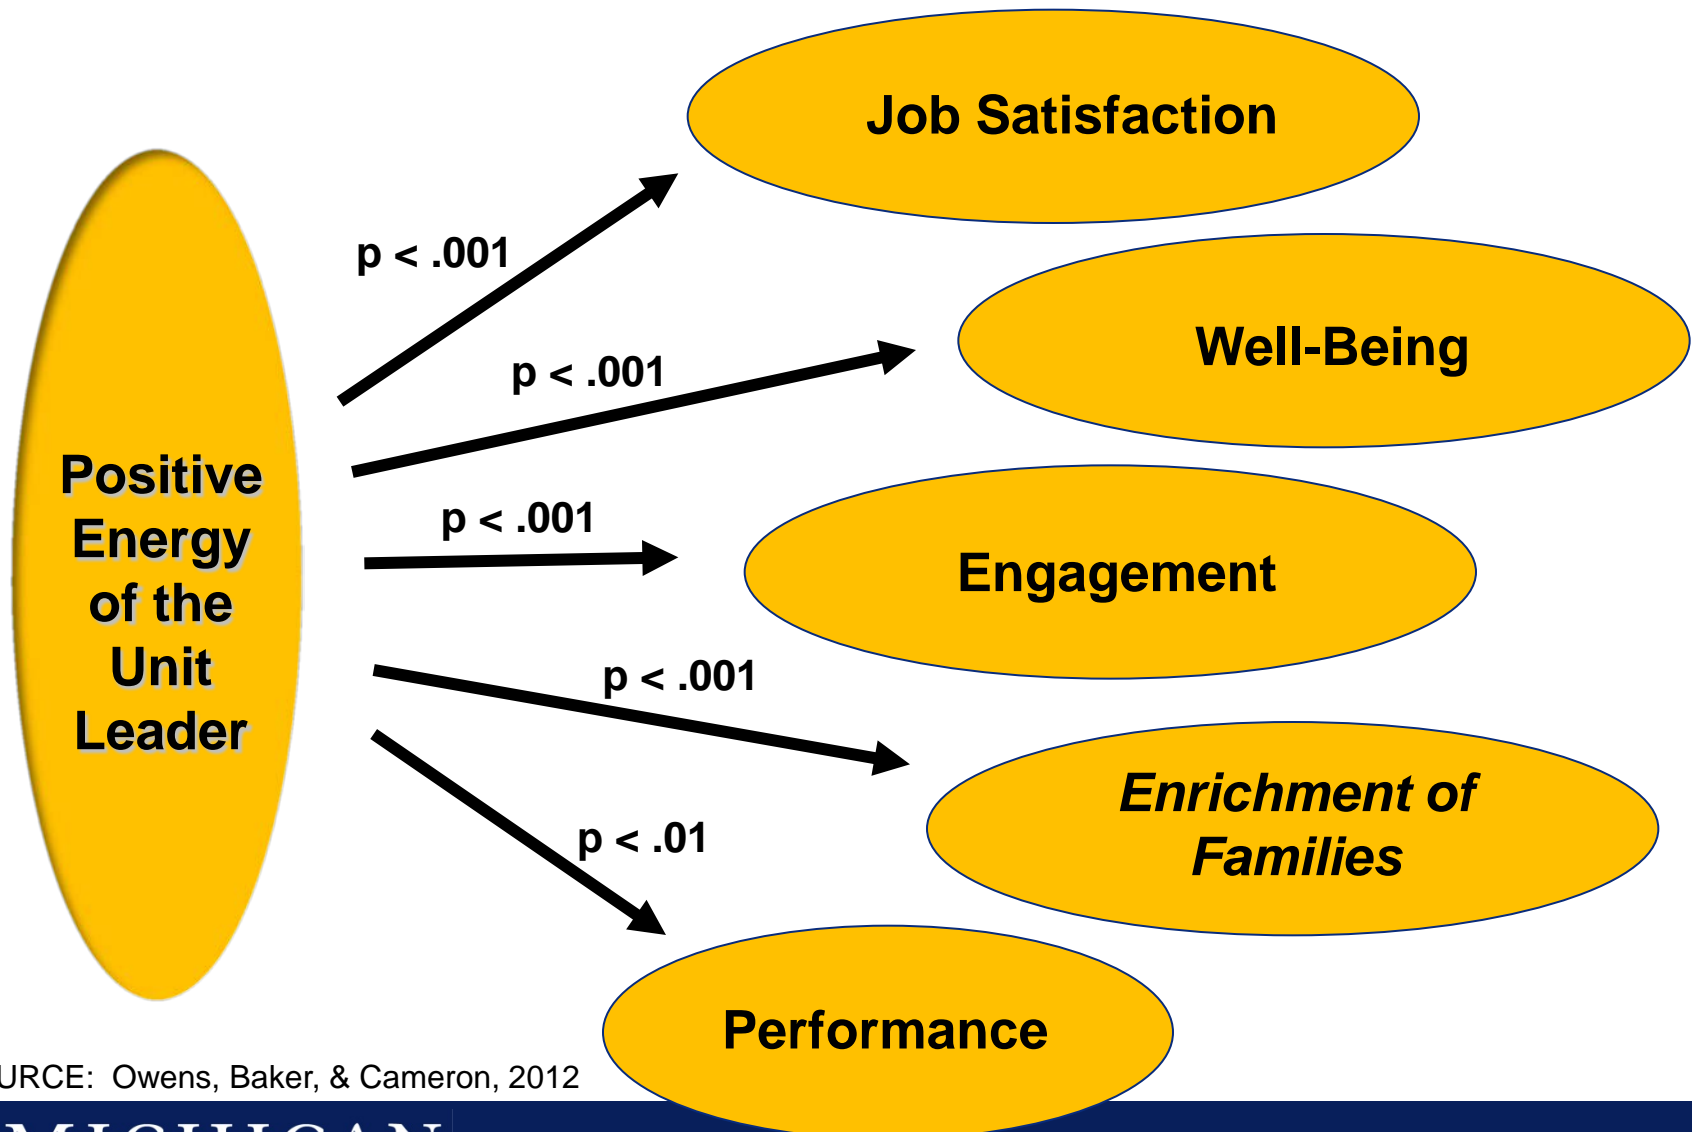 Job Satisfaction
p < .001
Well-Being
p < .001
Positive
Energy
of the
Unit
Leader
p < .001
Engagement
p < .001
Enrichment of
Families
p < .01
Performance
URCE: Owens, Baker, & Cameron, 2012
MICHIGAN